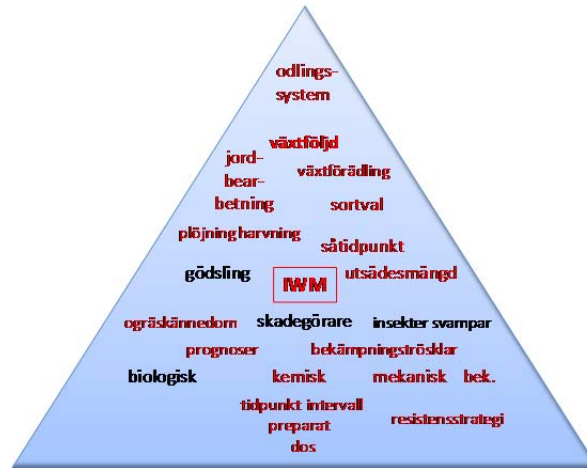 odlings-
system
växtföljd
jord-
bear-
betning
växtförädling
sortval
plöjning harvning
såtidpunkt
gödsling
IWM
utsädesmängd
ogräskännedom skadegörare insekter svampar
prognoser bekämpningströsklar
biologisk kemisk mekanisk bek.
tidpunkt intervall
preparat
resistensstrategi
dos